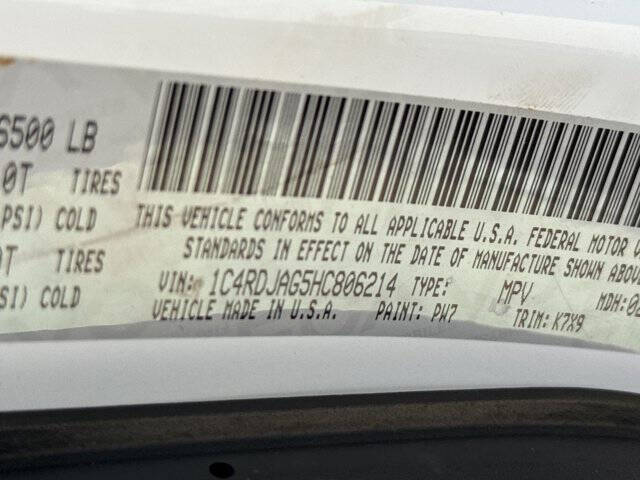 6500 LB
0T TIRES
PSI) COLD
0T TIRES
SI) COLD
THIS VEHICLE CONFORMS TO ALL APPLICABLE U.S.A. FEDERAL MOTOR V
STANDARDS IN EFFECT ON THE DATE OF MANUFACTURE SHOWN ABOVE
VIN: 1C4RDJAG5HC806214 TYPE: MPV MDH:02
VEHICLE MADE IN U.S.A. PAINT: PW7 TRIM: K7X9